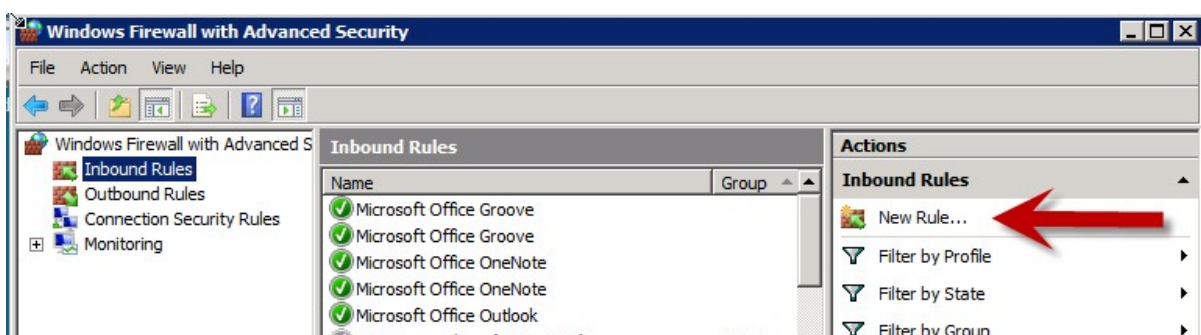 Windows Firewall with Advanced Security
File Action View Help
Windows Firewall with Advanced S
Inbound Rules
Outbound Rules
Connection Security Rules
Monitoring
Inbound Rules
Name Group
Microsoft Office Groove
Microsoft Office Groove
Microsoft Office OneNote
Microsoft Office OneNote
Microsoft Office Outlook
Actions
Inbound Rules
New Rule...
Filter by Profile
Filter by State
Filter by Group